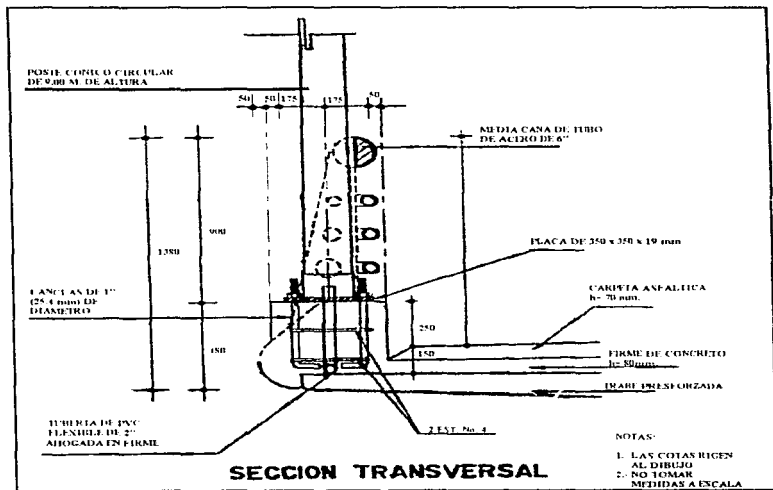 POSTE CONICO CIRCULAR
DE 9.00 M. DE ALTURA
50
50
175
175
50
MEDIA CANA DE TUBO
DE ACERO DE 6"
1380
900
PLACA DE 350 x 350 x 19 mm
CARPETA ASFALTICA
h= 70 mm.
ANCLAS DE 1"
(25.4 mm) DE
DIAMETRO
250
150
FIRME DE CONCRETO
h= 80mm.
TRABE PRESFORZADA
TUBERIA DE PVC
FLEXIBLE DE 2"
AHOGADA EN FIRME
2 EST. No. 4
SECCION TRANSVERSAL
NOTAS:
1. LAS COTAS RIGEN
AL DIBUJO
2.- NO TOMAR
MEDIDAS A ESCALA